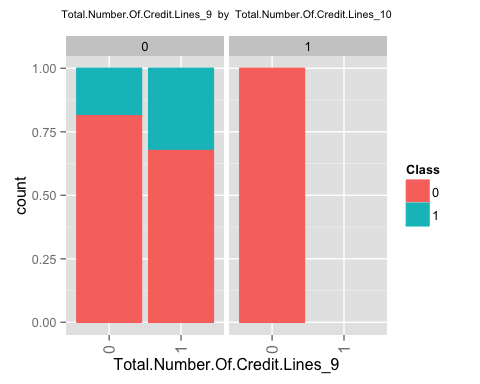 Total.Number.Of.Credit.Lines_9 by Total.Number.Of.Credit.Lines_10
0 1
1.00
0.75
0.50
0.25
0.00
count
0 1 0 1
Total.Number.Of.Credit.Lines_9
Class
0
1